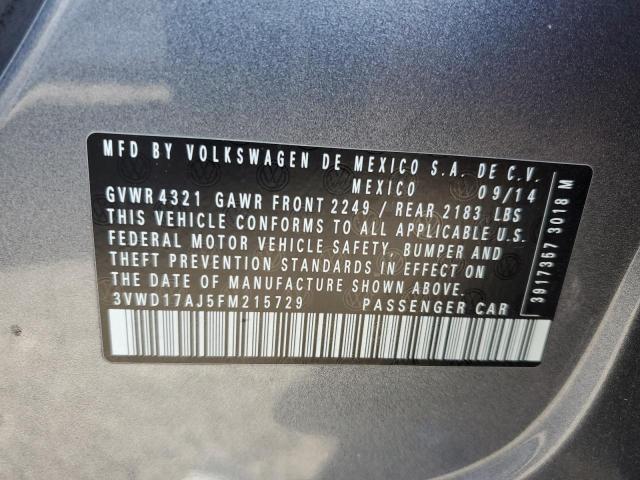 MFD BY VOLKSWAGEN DE MEXICO S.A. DE C.V.
MEXICO 09/14
GVWR 4321 GAWR FRONT 2249 / REAR 2183 LBS
THIS VEHICLE CONFORMS TO ALL APPLICABLE U.S.
FEDERAL MOTOR VEHICLE SAFETY, BUMPER AND
THEFT PREVENTION STANDARDS IN EFFECT ON
THE DATE OF MANUFACTURE SHOWN ABOVE.
3VWD17AJ5FM215729 PASSENGER CAR
3917367 3018 M